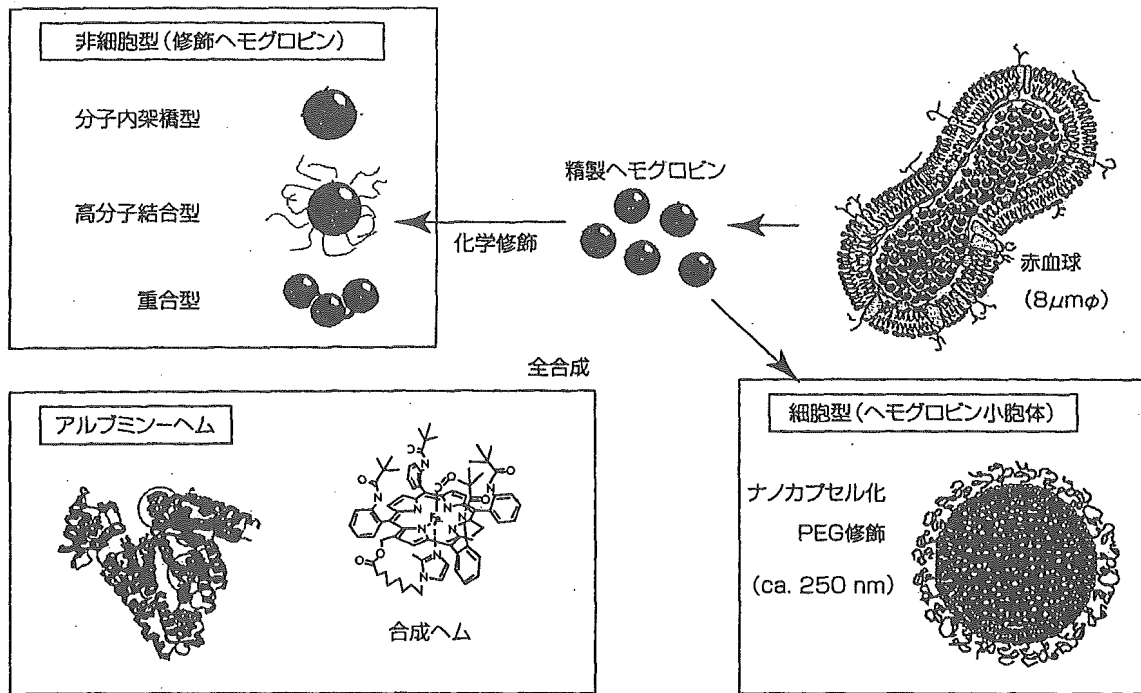 非細胞型(修飾ヘモグロビン)
分子内架橋型
高分子結合型
重合型
化学修飾
精製ヘモグロビン
赤血球
(8μmφ)
全合成
アルブミンーヘム
合成ヘム
細胞型(ヘモグロビン小胞体)
ナノカプセル化
PEG修飾
(ca. 250 nm)